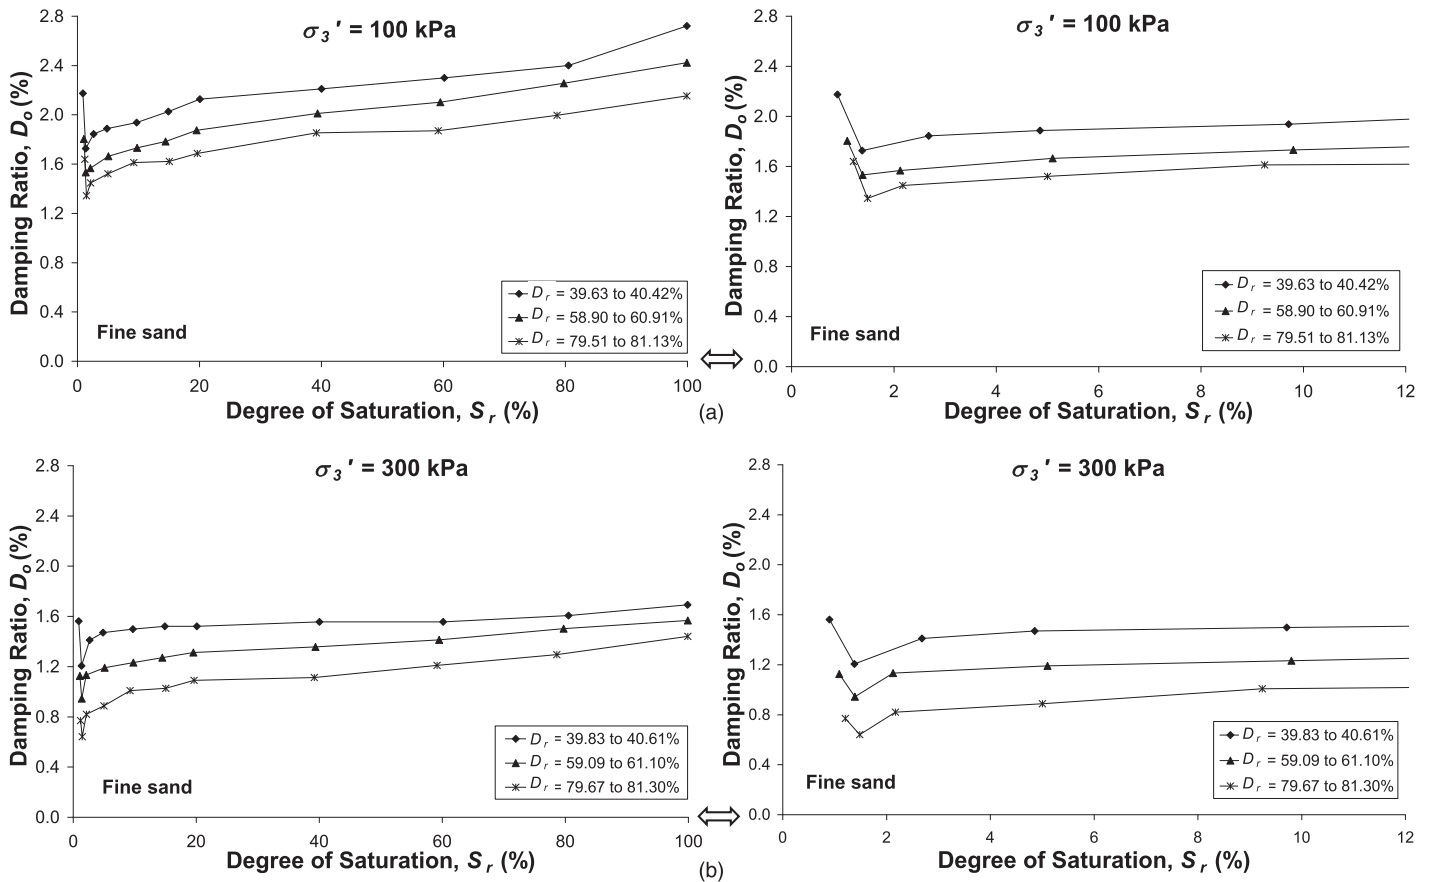 σ3′ = 100 kPa
Damping Ratio, Do (%)
2.8
2.4
2.0
1.6
1.2
0.8
0.4
0.0
Dr = 39.63 to 40.42%
Dr = 58.90 to 60.91%
Dr = 79.51 to 81.13%
Fine sand
0 20 40 60 80 100
Degree of Saturation, Sr (%)
σ3′ = 100 kPa
Damping Ratio, Do (%)
2.8
2.4
2.0
1.6
1.2
0.8
0.4
0.0
Dr = 39.63 to 40.42%
Dr = 58.90 to 60.91%
Dr = 79.51 to 81.13%
Fine sand
0 2 4 6 8 10 12
Degree of Saturation, Sr (%)
(a)
σ3′ = 300 kPa
Damping Ratio, Do (%)
2.8
2.4
2.0
1.6
1.2
0.8
0.4
0.0
Dr = 39.83 to 40.61%
Dr = 59.09 to 61.10%
Dr = 79.67 to 81.30%
Fine sand
0 20 40 60 80 100
Degree of Saturation, Sr (%)
σ3′ = 300 kPa
Damping Ratio, Do (%)
2.8
2.4
2.0
1.6
1.2
0.8
0.4
0.0
Dr = 39.83 to 40.61%
Dr = 59.09 to 61.10%
Dr = 79.67 to 81.30%
Fine sand
0 2 4 6 8 10 12
Degree of Saturation, Sr (%)
(b)